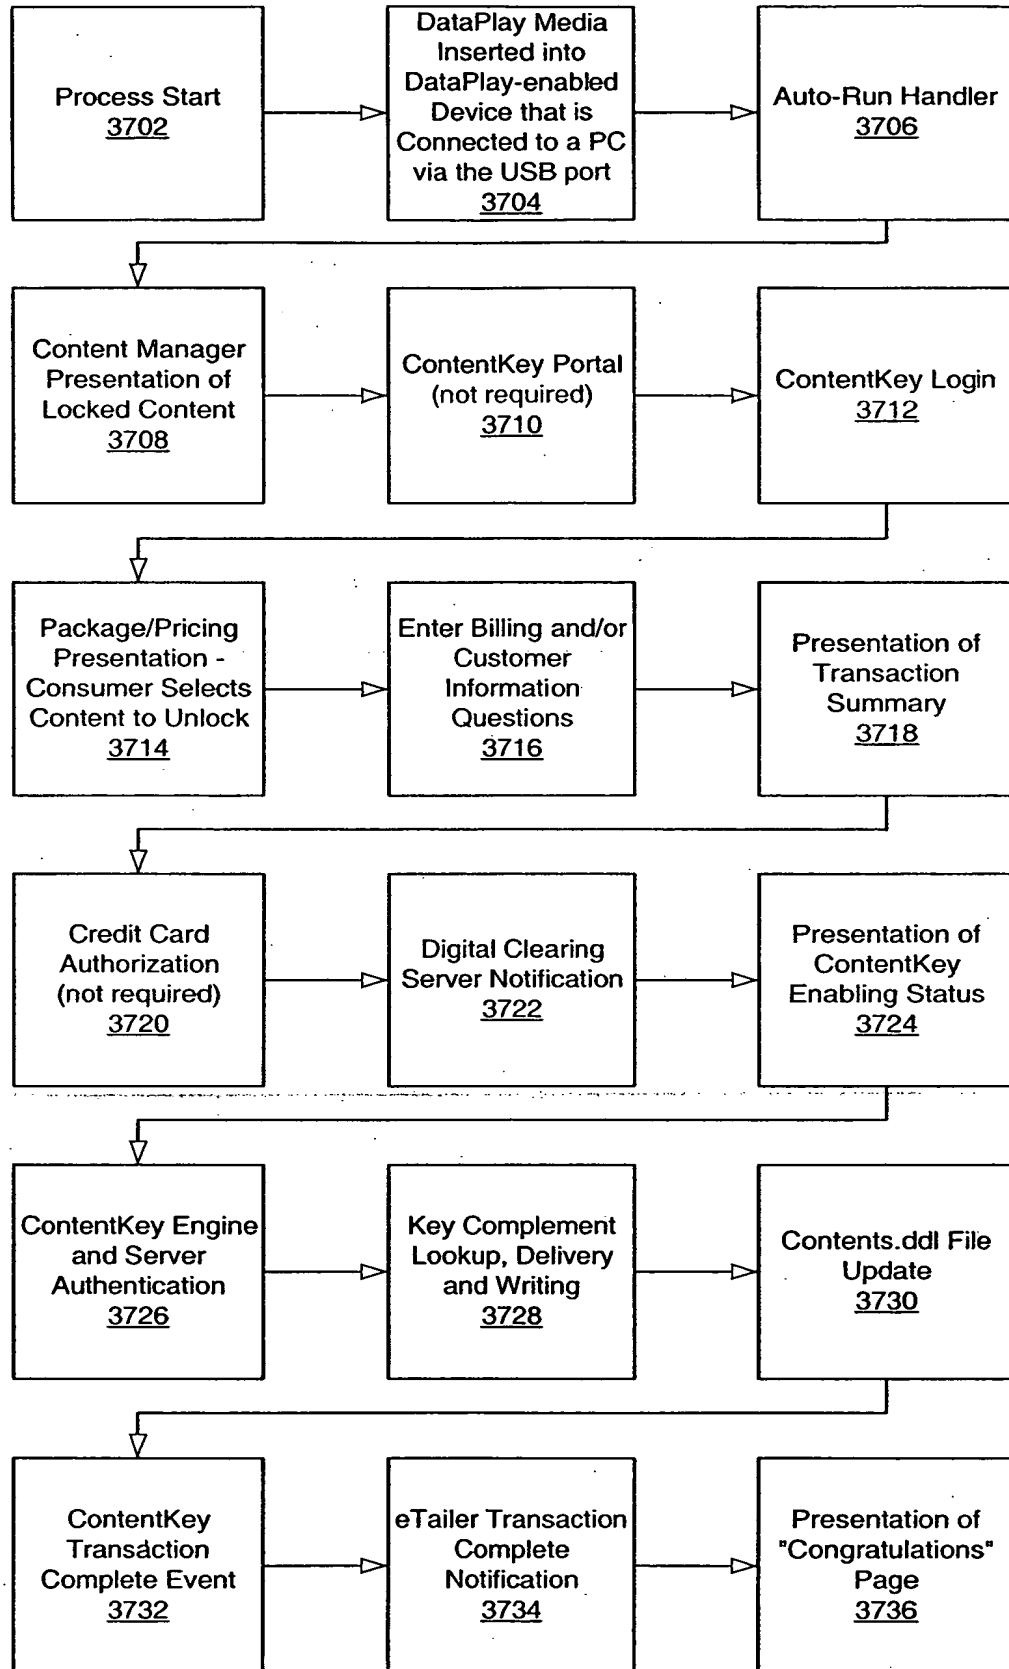 Process Start
3702
DataPlay Media
Inserted into
DataPlay-enabled
Device that is
Connected to a PC
via the USB port
3704
Auto-Run Handler
3706
Content Manager
Presentation of
Locked Content
3708
ContentKey Portal
(not required)
3710
ContentKey Login
3712
Package/Pricing
Presentation -
Consumer Selects
Content to Unlock
3714
Enter Billing and/or
Customer
Information
Questions
3716
Presentation of
Transaction
Summary
3718
Credit Card
Authorization
(not required)
3720
Digital Clearing
Server Notification
3722
Presentation of
ContentKey
Enabling Status
3724
ContentKey Engine
and Server
Authentication
3726
Key Complement
Lookup, Delivery
and Writing
3728
Contents.ddl File
Update
3730
ContentKey
Transaction
Complete Event
3732
eTailer Transaction
Complete
Notification
3734
Presentation of
"Congratulations"
Page
3736